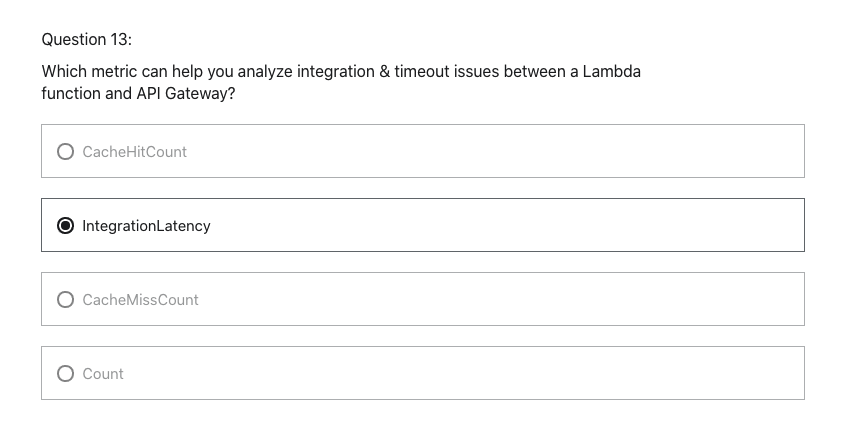 Question 13:
Which metric can help you analyze integration & timeout issues between a Lambda
function and API Gateway?
CacheHitCount
IntegrationLatency
CacheMissCount
Count